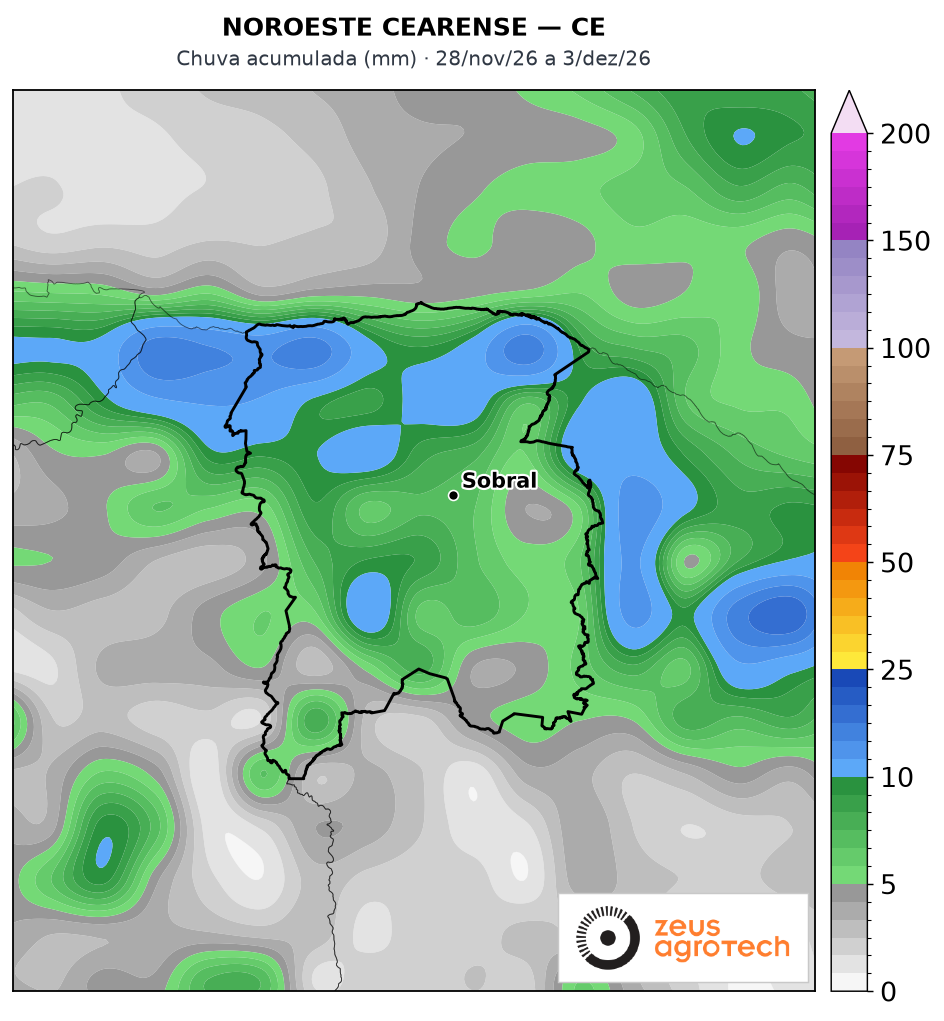 NOROESTE CEARENSE — CE
Chuva acumulada (mm) · 28/nov/26 a 3/dez/26
200
150
100
75
50
25
10
5
0
Sobral
zeus
agrotech